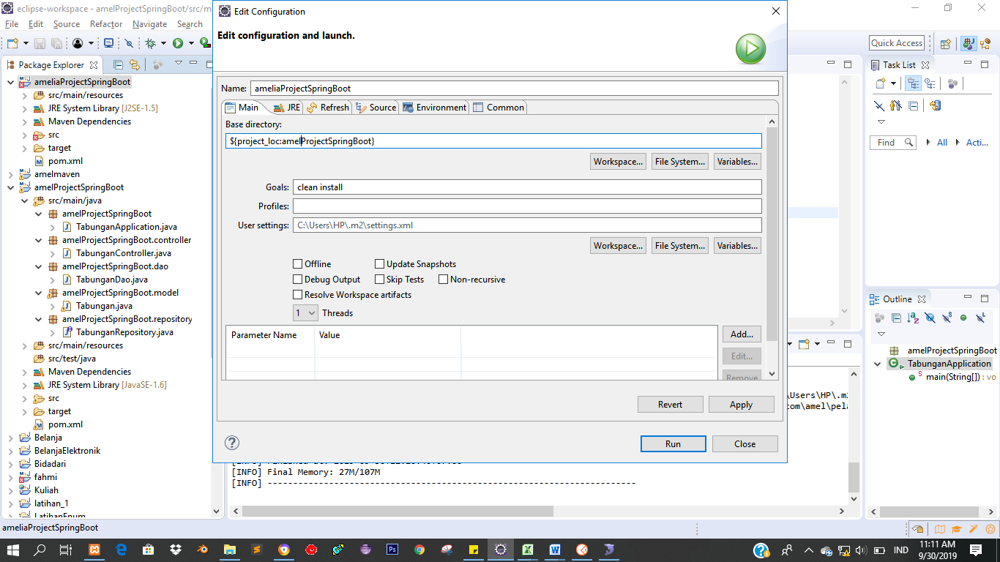 eclipse-workspace - amelProjectSpringBoot/src/m
File Edit Source Refactor Navigate Search
Quick Access
Package Explorer
ameliaProjectSpringBoot
src/main/resources
JRE System Library [J2SE-1.5]
Maven Dependencies
src
target
pom.xml
amelmaven
amelProjectSpringBoot
src/main/java
amelProjectSpringBoot
TabunganApplication.java
amelProjectSpringBoot.controller
TabunganController.java
amelProjectSpringBoot.dao
TabunganDao.java
amelProjectSpringBoot.model
Tabungan.java
amelProjectSpringBoot.repository
TabunganRepository.java
src/main/resources
src/test/java
Maven Dependencies
JRE System Library [JavaSE-1.6]
src
target
pom.xml
Belanja
BelanjaElektronik
Bidadari
fahmi
Kuliah
latihan_1
LatihanEnum
Edit Configuration
Edit configuration and launch.
Name: ameliaProjectSpringBoot
Main JRE Refresh Source Environment Common
Base directory:
${project_loc:amelProjectSpringBoot}
Workspace... File System... Variables...
Goals: clean install
Profiles:
User settings: C:\Users\HP\.m2\settings.xml
Workspace... File System... Variables...
Offline Update Snapshots
Debug Output Skip Tests Non-recursive
Resolve Workspace artifacts
1 Threads
Parameter Name Value
Add...
Edit...
Remove
Revert Apply
? Run Close
\Users\HP\.m2
om\amel\pela
[INFO] Final Memory: 27M/107M
[INFO] ------------------------------------------------------------------------
Task List
Find All Acti...
Outline
amelProjectSpringBoot
TabunganApplication
main(String[]) : vo
ameliaProjectSpringBoot
IND
11:11 AM
9/30/2019